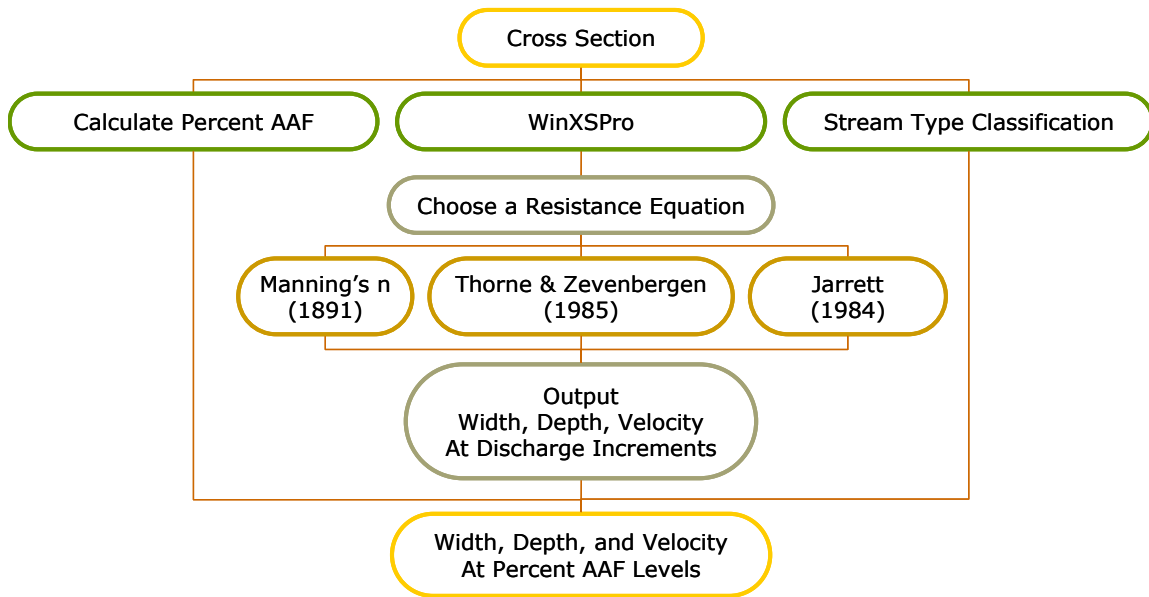 Cross Section
Calculate Percent AAF
WinXSPro
Stream Type Classification
Choose a Resistance Equation
Manning’s n
(1891)
Thorne & Zevenbergen
(1985)
Jarrett
(1984)
Output
Width, Depth, Velocity
At Discharge Increments
Width, Depth, and Velocity
At Percent AAF Levels